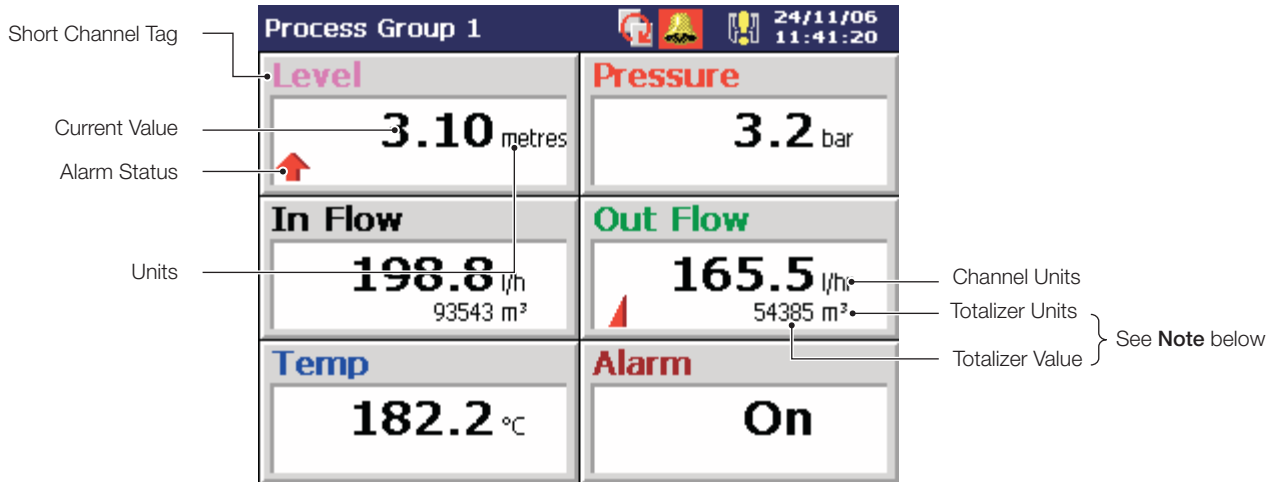 Process Group 1
24/11/06
11:41:20
Short Channel Tag
Level
Pressure
Current Value
3.10 metres
3.2 bar
Alarm Status
In Flow
Out Flow
Units
198.8 l/h
165.5 l/hr
Channel Units
93543 m³
54385 m³
Totalizer Units
See Note below
Totalizer Value
Temp
Alarm
182.2 °C
On